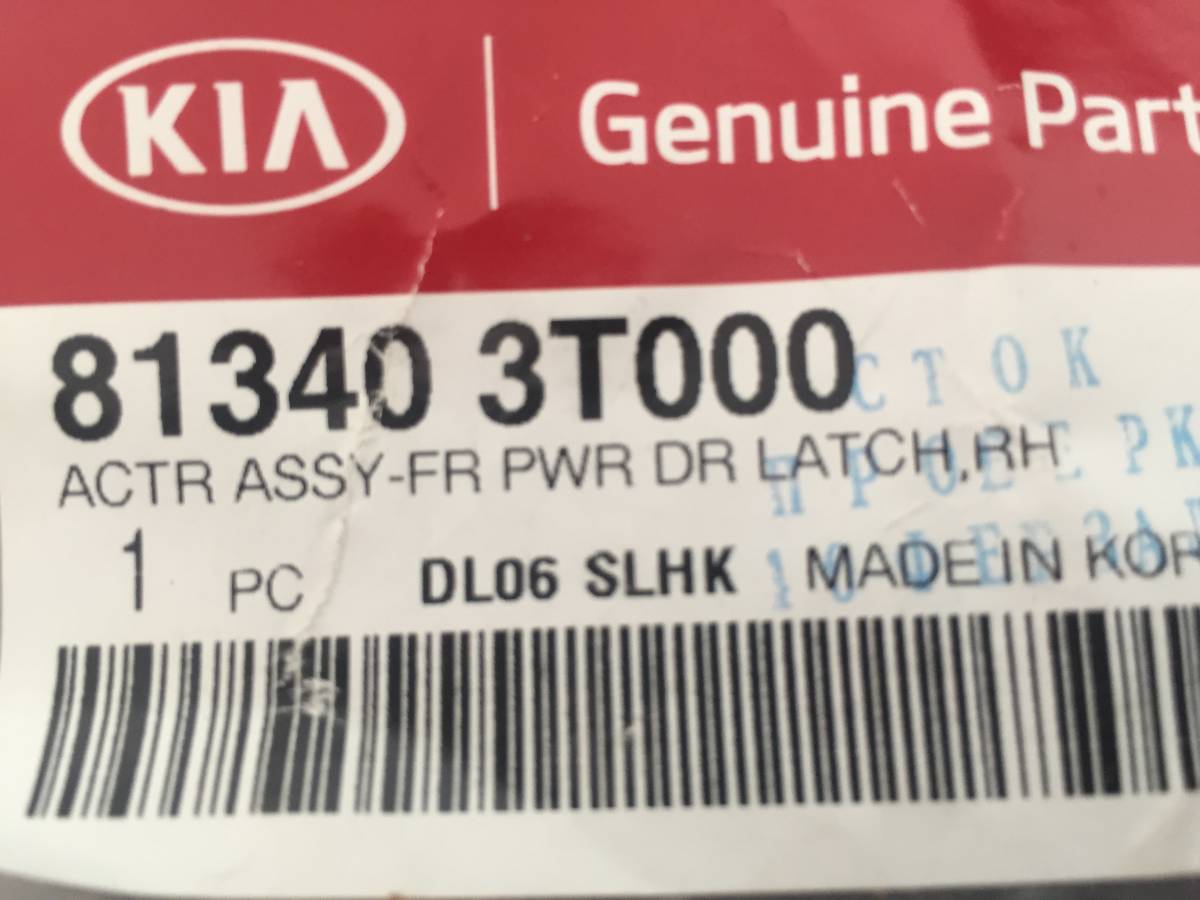 KIA Genuine Part
81340 3T000
СТОК
ACTR ASSY-FR PWR DR LATCH,RH
1 PC DL06 SLHK MADE IN KOR